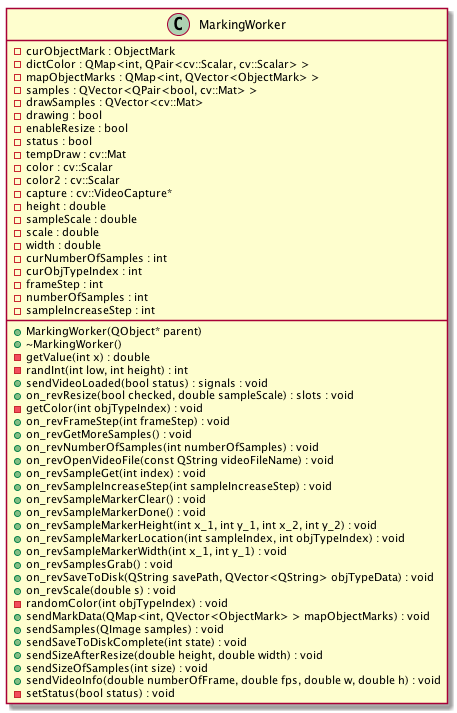 C MarkingWorker
curObjectMark : ObjectMark
dictColor : QMap<int, QPair<cv::Scalar, cv::Scalar> >
mapObjectMarks : QMap<int, QVector<ObjectMark> >
samples : QVector<QPair<bool, cv::Mat> >
drawSamples : QVector<cv::Mat>
drawing : bool
enableResize : bool
status : bool
tempDraw : cv::Mat
color : cv::Scalar
color2 : cv::Scalar
capture : cv::VideoCapture*
height : double
sampleScale : double
scale : double
width : double
curNumberOfSamples : int
curObjTypeIndex : int
frameStep : int
numberOfSamples : int
sampleIncreaseStep : int
MarkingWorker(QObject* parent)
~MarkingWorker()
getValue(int x) : double
randInt(int low, int height) : int
sendVideoLoaded(bool status) : signals : void
on_revResize(bool checked, double sampleScale) : slots : void
getColor(int objTypeIndex) : void
on_revFrameStep(int frameStep) : void
on_revGetMoreSamples() : void
on_revNumberOfSamples(int numberOfSamples) : void
on_revOpenVideoFile(const QString videoFileName) : void
on_revSampleGet(int index) : void
on_revSampleIncreaseStep(int sampleIncreaseStep) : void
on_revSampleMarkerClear() : void
on_revSampleMarkerDone() : void
on_revSampleMarkerHeight(int x_1, int y_1, int x_2, int y_2) : void
on_revSampleMarkerLocation(int sampleIndex, int objTypeIndex) : void
on_revSampleMarkerWidth(int x_1, int y_1) : void
on_revSamplesGrab() : void
on_revSaveToDisk(QString savePath, QVector<QString> objTypeData) : void
on_revScale(double s) : void
randomColor(int objTypeIndex) : void
sendMarkData(QMap<int, QVector<ObjectMark> > mapObjectMarks) : void
sendSamples(QImage samples) : void
sendSaveToDiskComplete(int state) : void
sendSizeAfterResize(double height, double width) : void
sendSizeOfSamples(int size) : void
sendVideoInfo(double numberOfFrame, double fps, double w, double h) : void
setStatus(bool status) : void